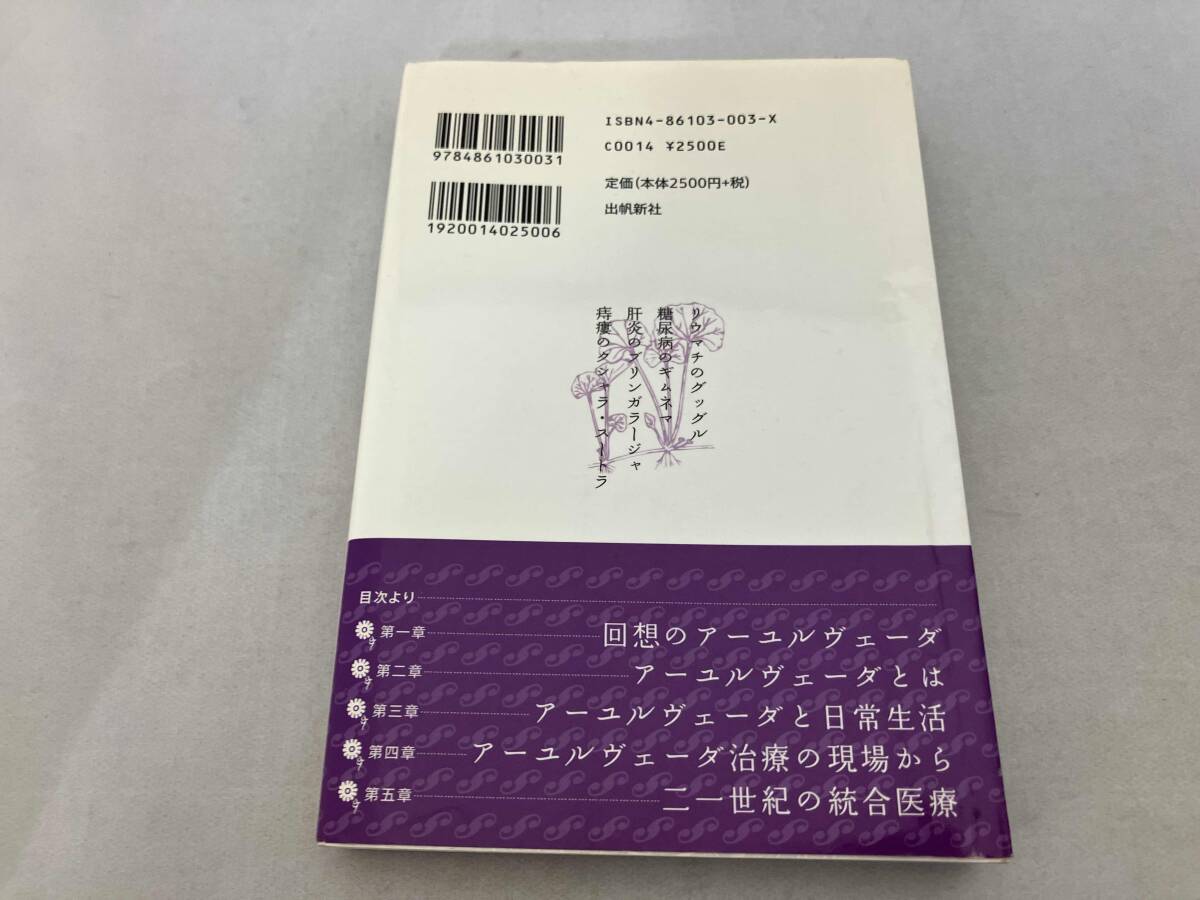 9784861030031
1920014025006
ISBN4-86103-003-X
C0014 ¥2500E
定価(本体2500円+税)
出帆新社
リウマチのグッグル
糖尿病のギムネマ
肝炎のブリンガラージャ
痔瘻のクシャラ・スートラ
目次より
第一章 回想のアーユルヴェーダ
第二章 アーユルヴェーダとは
第三章 アーユルヴェーダと日常生活
第四章 アーユルヴェーダ治療の現場から
第五章 二一世紀の統合医療